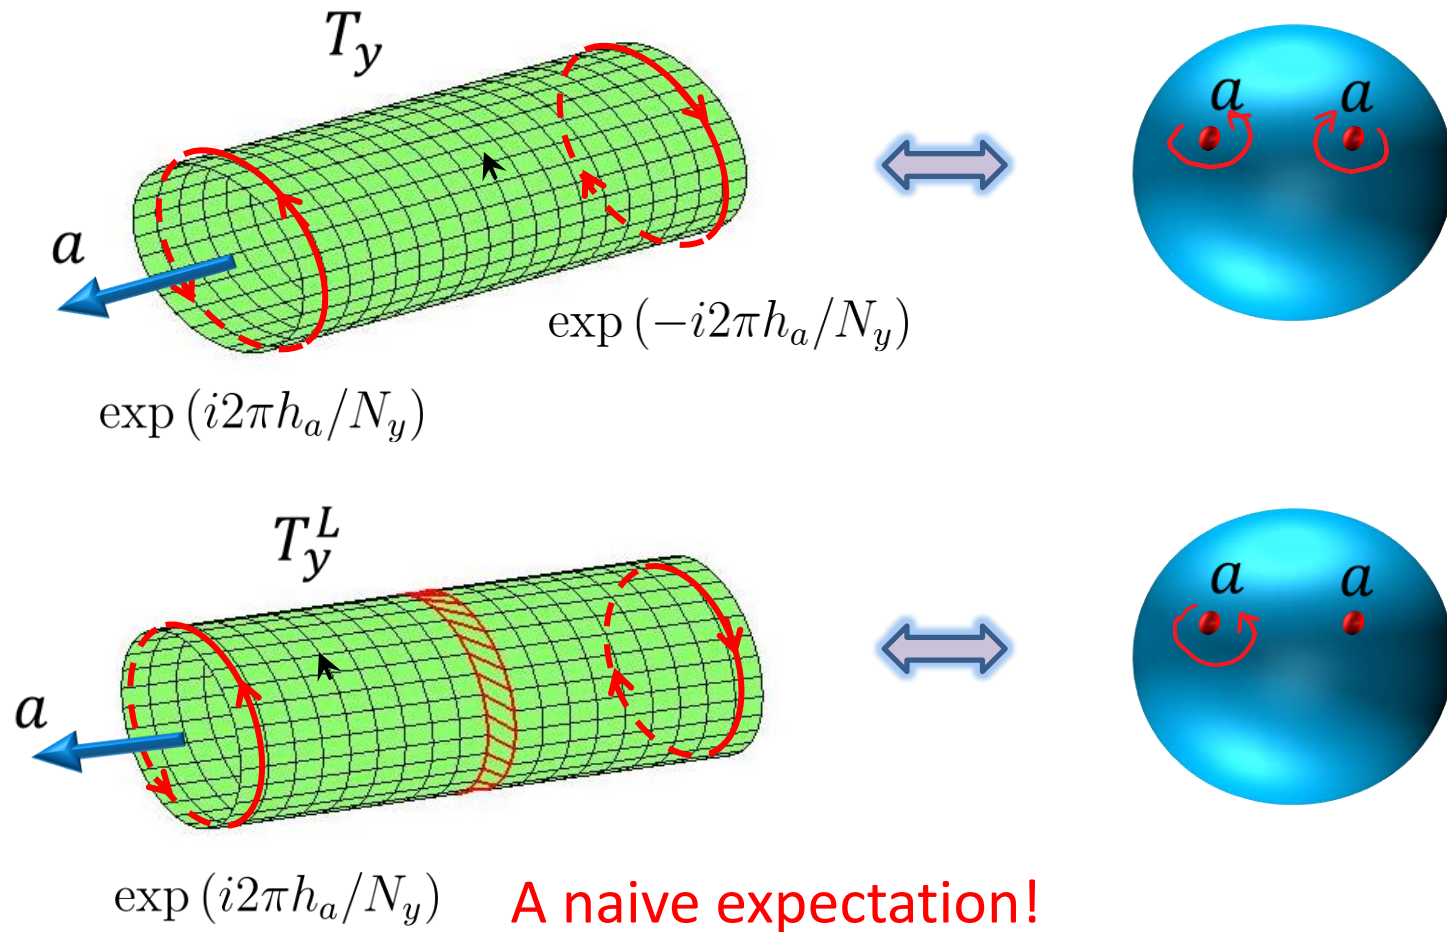 T_y
a a
a
exp (−i2πh_a/N_y)
exp (i2πh_a/N_y)
T_y^L
a a
a
exp (i2πh_a/N_y) A naive expectation!